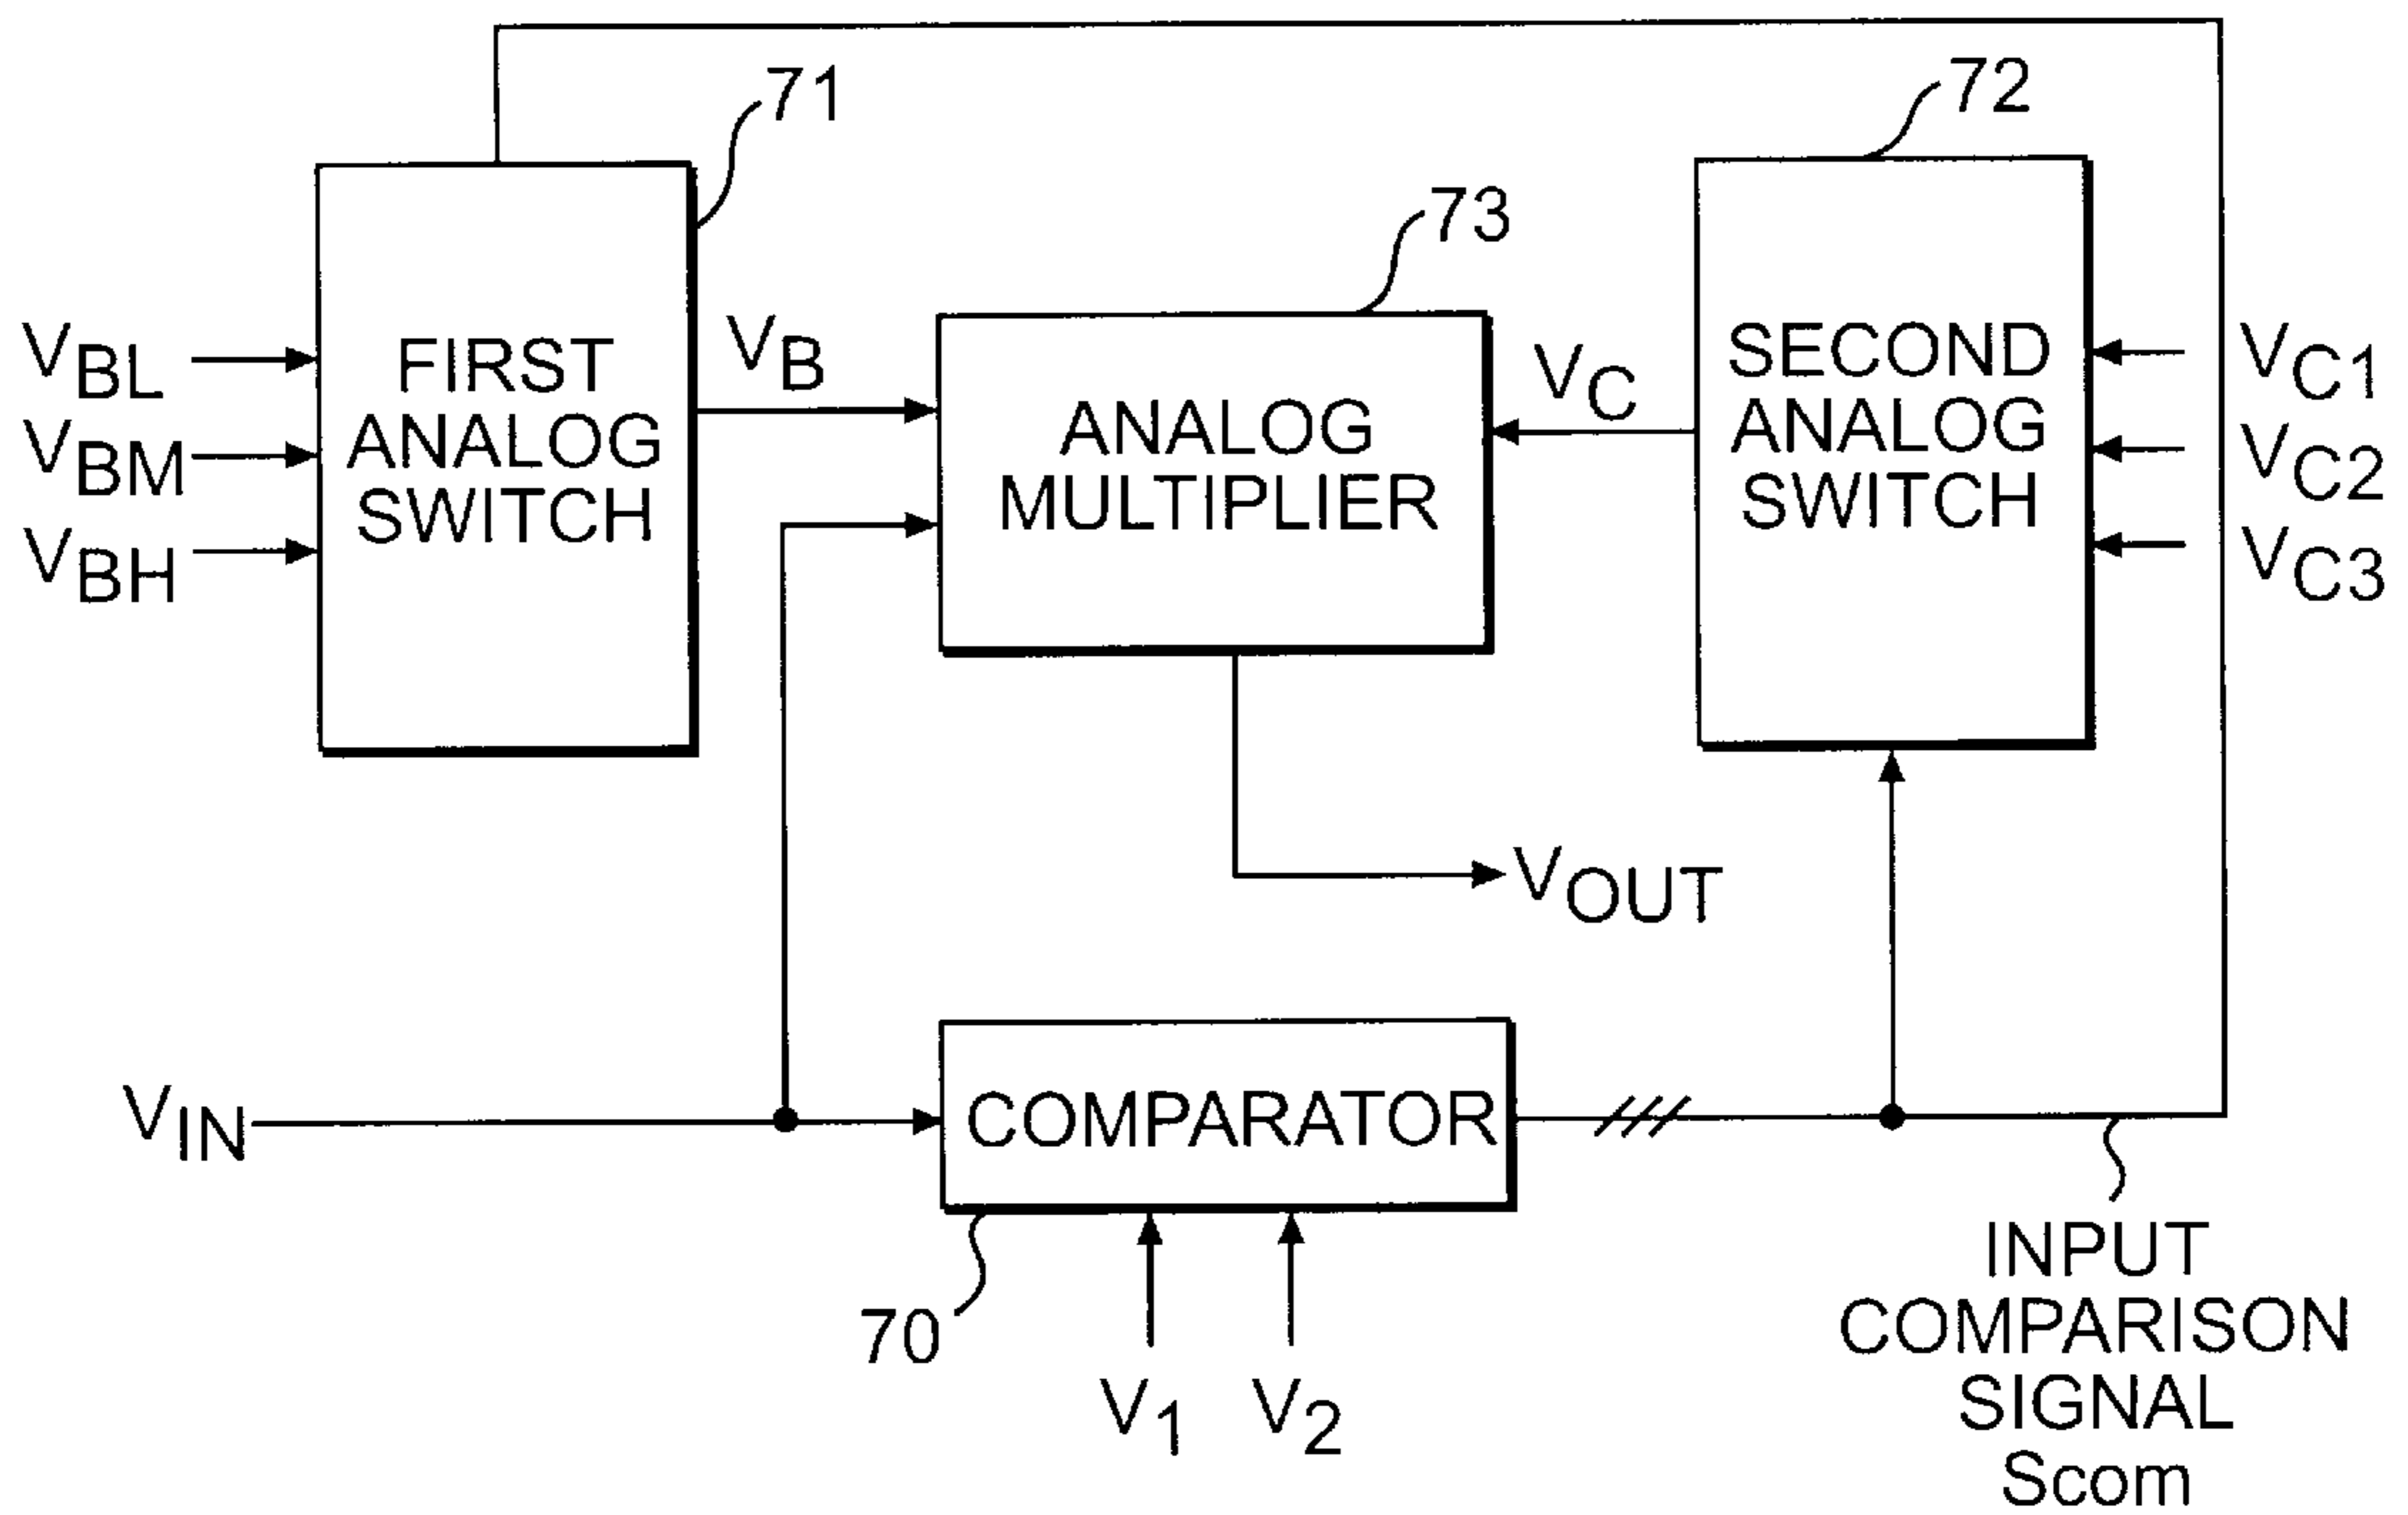 71
72
73
VBL
VBM
VBH
FIRST
ANALOG
SWITCH
VB
ANALOG
MULTIPLIER
VC
SECOND
ANALOG
SWITCH
VC1
VC2
VC3
VOUT
VIN
COMPARATOR
70
V1
V2
INPUT
COMPARISON
SIGNAL
Scom